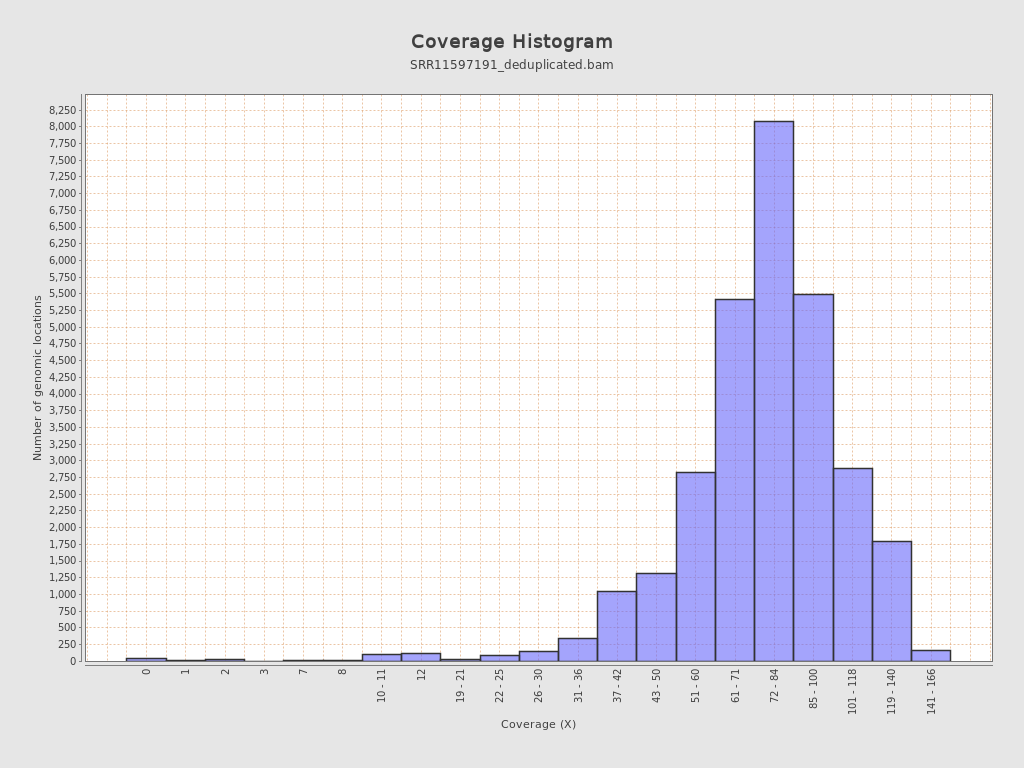 Coverage Histogram
SRR11597191_deduplicated.bam
Number of genomic locations
8,250
8,000
7,750
7,500
7,250
7,000
6,750
6,500
6,250
6,000
5,750
5,500
5,250
5,000
4,750
4,500
4,250
4,000
3,750
3,500
3,250
3,000
2,750
2,500
2,250
2,000
1,750
1,500
1,250
1,000
750
500
250
0
0
1
2
3
7
8
10 - 11
12
19 - 21
22 - 25
26 - 30
31 - 36
37 - 42
43 - 50
51 - 60
61 - 71
72 - 84
85 - 100
101 - 118
119 - 140
141 - 166
Coverage (X)